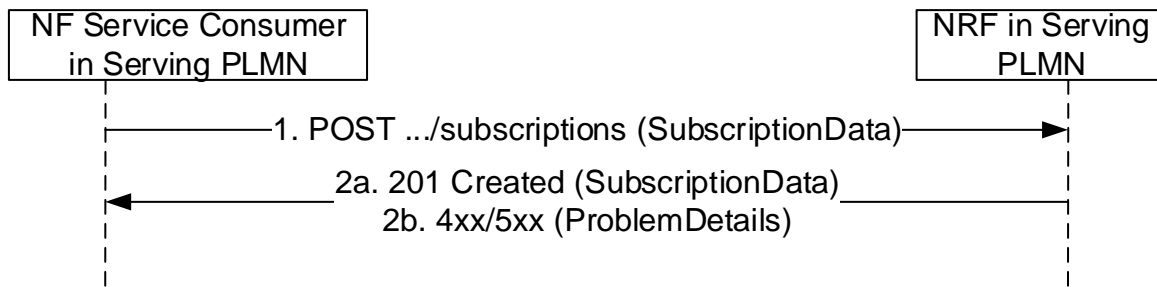 NF Service Consumer
in Serving PLMN
NRF in Serving
PLMN
1. POST .../subscriptions (SubscriptionData)
2a. 201 Created (SubscriptionData)
2b. 4xx/5xx (ProblemDetails)